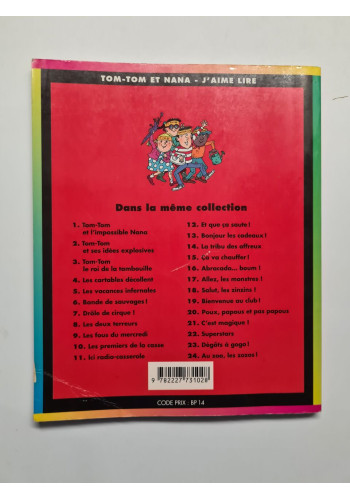 TOM-TOM ET NANA - J'AIME LIRE
Dans la même collection
1. Tom-Tom
et l'impossible Nana
2. Tom-Tom
et ses idées explosives
3. Tom-Tom
le roi de la tambouille
4. Les cartables décollent
5. Les vacances infernales
6. Bande de sauvages !
7. Drôle de cirque !
8. Les deux terreurs
9. Les fous du mercredi
10. Les premiers de la casse
11. Ici radio-casserole
12. Et que ça saute !
13. Bonjour les cadeaux !
14. La tribu des affreux
15. Ça va chauffer !
16. Abracada... boum !
17. Allez, les monstres !
18. Salut, les zinzins !
19. Bienvenue au club !
20. Poux, papous et pas papous
21. C'est magique !
22. Superstars
23. Dégâts à gogo !
24. Au zoo, les zozos !
9 782227 731028
CODE PRIX : BP 14